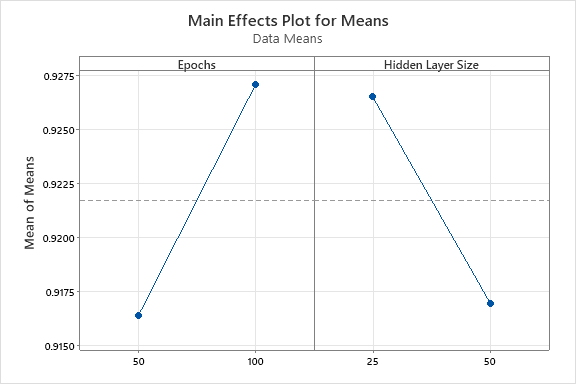 Main Effects Plot for Means
Data Means
Epochs
Hidden Layer Size
Mean of Means
0.9275
0.9250
0.9225
0.9200
0.9175
0.9150
50
100
25
50